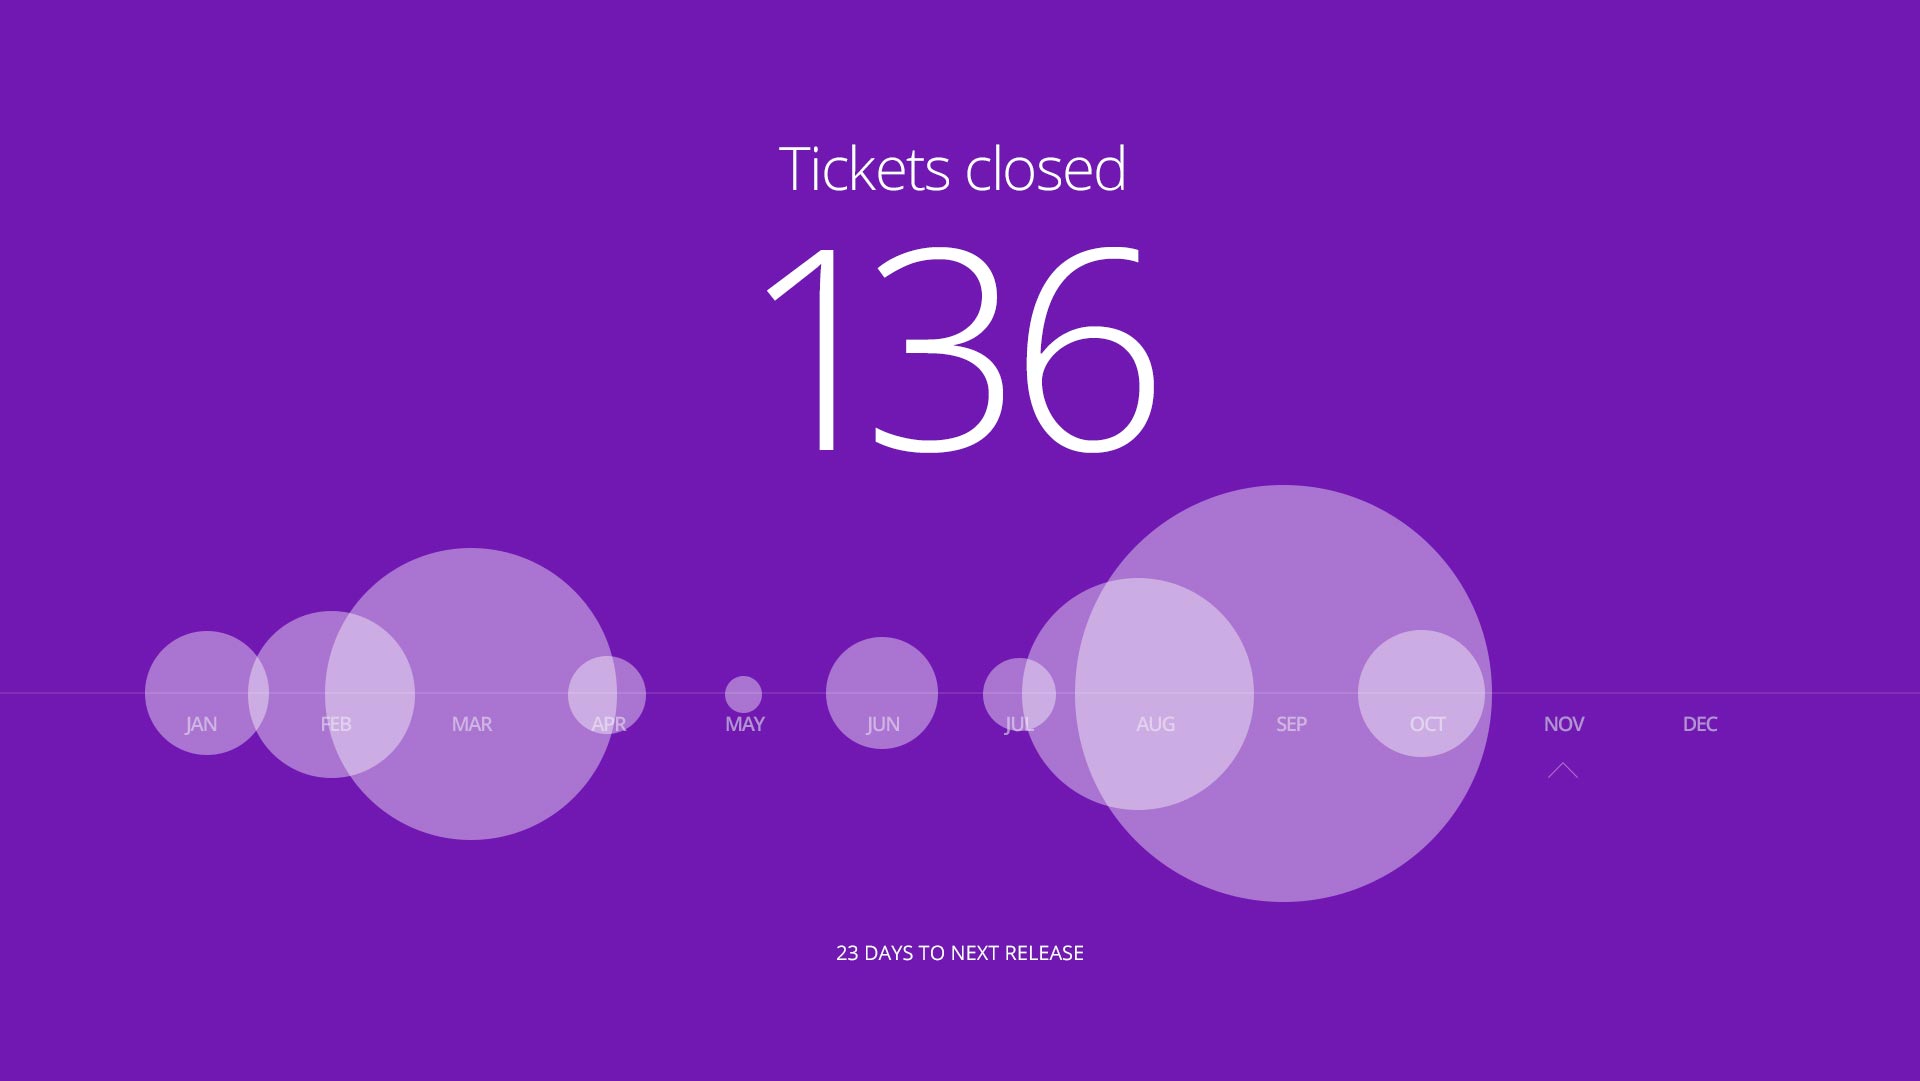 Tickets closed
136
JAN FEB MAR APR MAY JUN JUL AUG SEP OCT NOV DEC
23 DAYS TO NEXT RELEASE